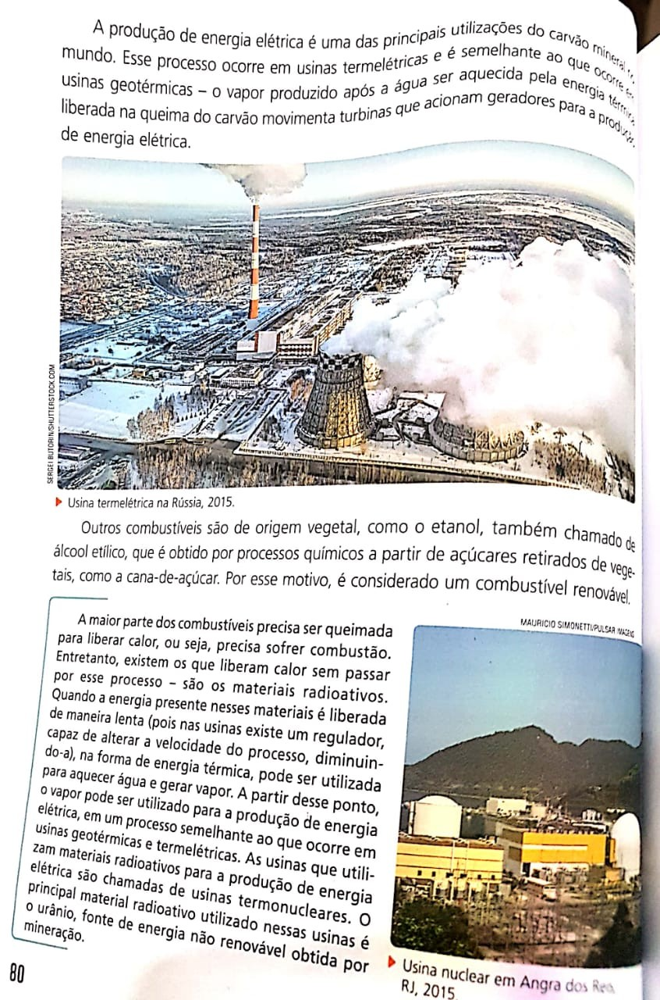 A produção de energia elétrica é uma das principais utilizações do carvão mineral no
mundo. Esse processo ocorre em usinas termelétricas e é semelhante ao que ocorre em
usinas geotérmicas – o vapor produzido após a água ser aquecida pela energia térmica
liberada na queima do carvão movimenta turbinas que acionam geradores para a produção
de energia elétrica.
SERGEI BUTORIN/SHUTTERSTOCK.COM
Usina termelétrica na Rússia, 2015.
Outros combustíveis são de origem vegetal, como o etanol, também chamado de
álcool etílico, que é obtido por processos químicos a partir de açúcares retirados de vege-
tais, como a cana-de-açúcar. Por esse motivo, é considerado um combustível renovável.
A maior parte dos combustíveis precisa ser queimada
para liberar calor, ou seja, precisa sofrer combustão.
Entretanto, existem os que liberam calor sem passar
por esse processo – são os materiais radioativos.
Quando a energia presente nesses materiais é liberada
de maneira lenta (pois nas usinas existe um regulador,
capaz de alterar a velocidade do processo, diminuin-
do-a), na forma de energia térmica, pode ser utilizada
para aquecer água e gerar vapor. A partir desse ponto,
o vapor pode ser utilizado para a produção de energia
elétrica, em um processo semelhante ao que ocorre em
usinas geotérmicas e termelétricas. As usinas que utili-
zam materiais radioativos para a produção de energia
elétrica são chamadas de usinas termonucleares. O
principal material radioativo utilizado nessas usinas é
o urânio, fonte de energia não renovável obtida por
mineração.
MAURICIO SIMONETTI/PULSAR IMAGENS
Usina nuclear em Angra dos Reis,
RJ, 2015.
80